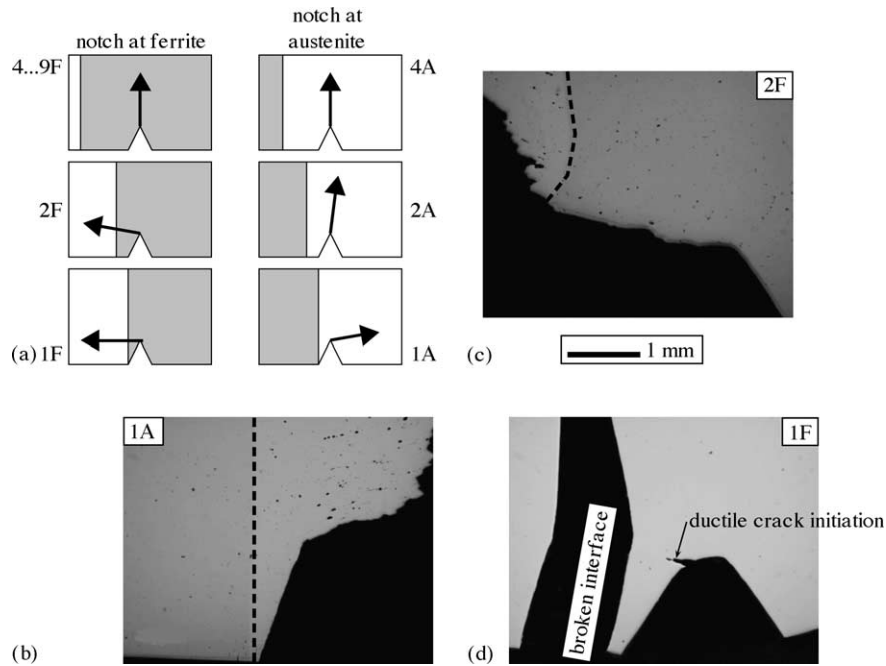 notch at ferrite
notch at
austenite
4...9F
4A
2F
2A
(a)
1F
1A
2F
(c)
1 mm
1A
(b)
1F
ductile crack initiation
broken interface
(d)